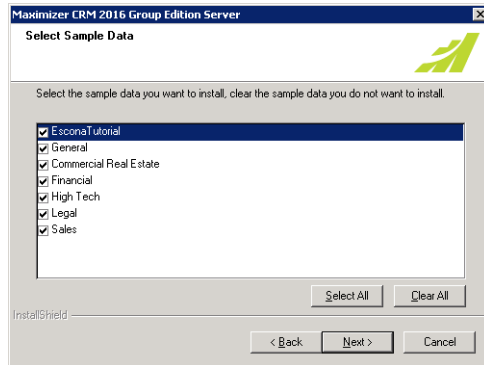 Maximizer CRM 2016 Group Edition Server
Select Sample Data
Select the sample data you want to install, clear the sample data you do not want to install.
EsconaTutorial
General
Commercial Real Estate
Financial
High Tech
Legal
Sales
Select All Clear All
InstallShield
< Back Next > Cancel